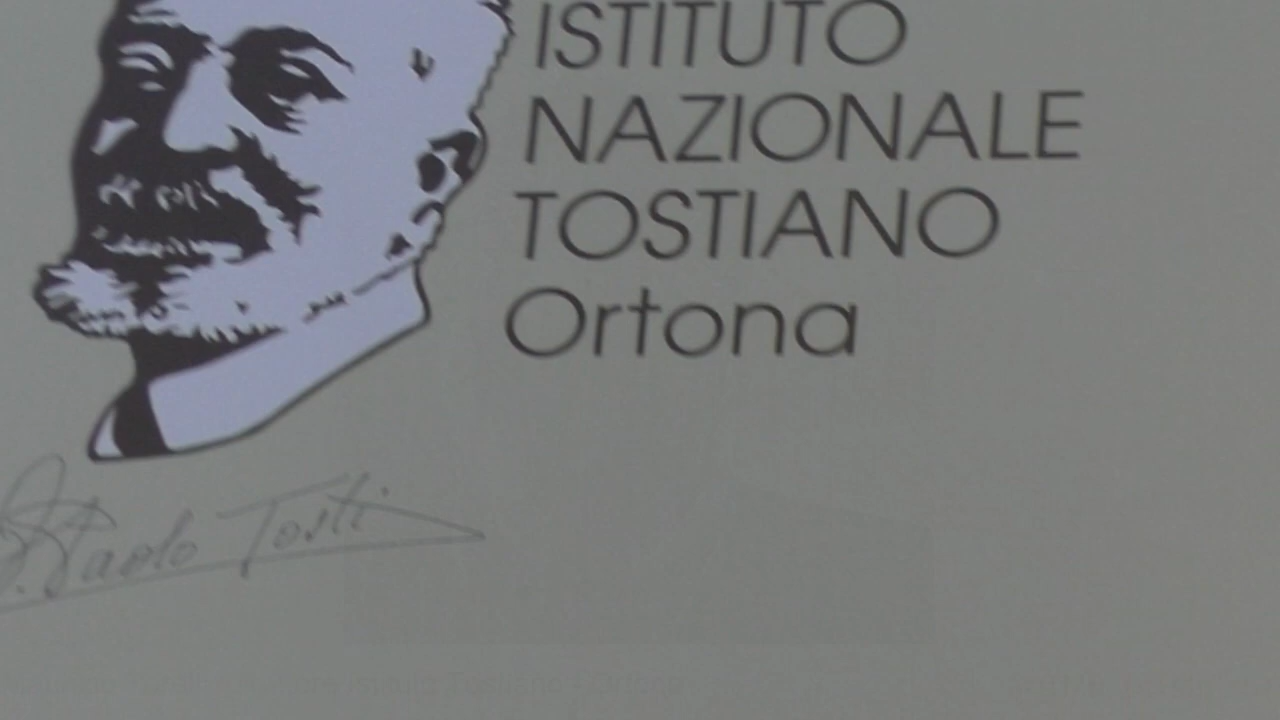 ISTITUTO
NAZIONALE
TOSTIANO
Ortona
F. Paolo Tosti